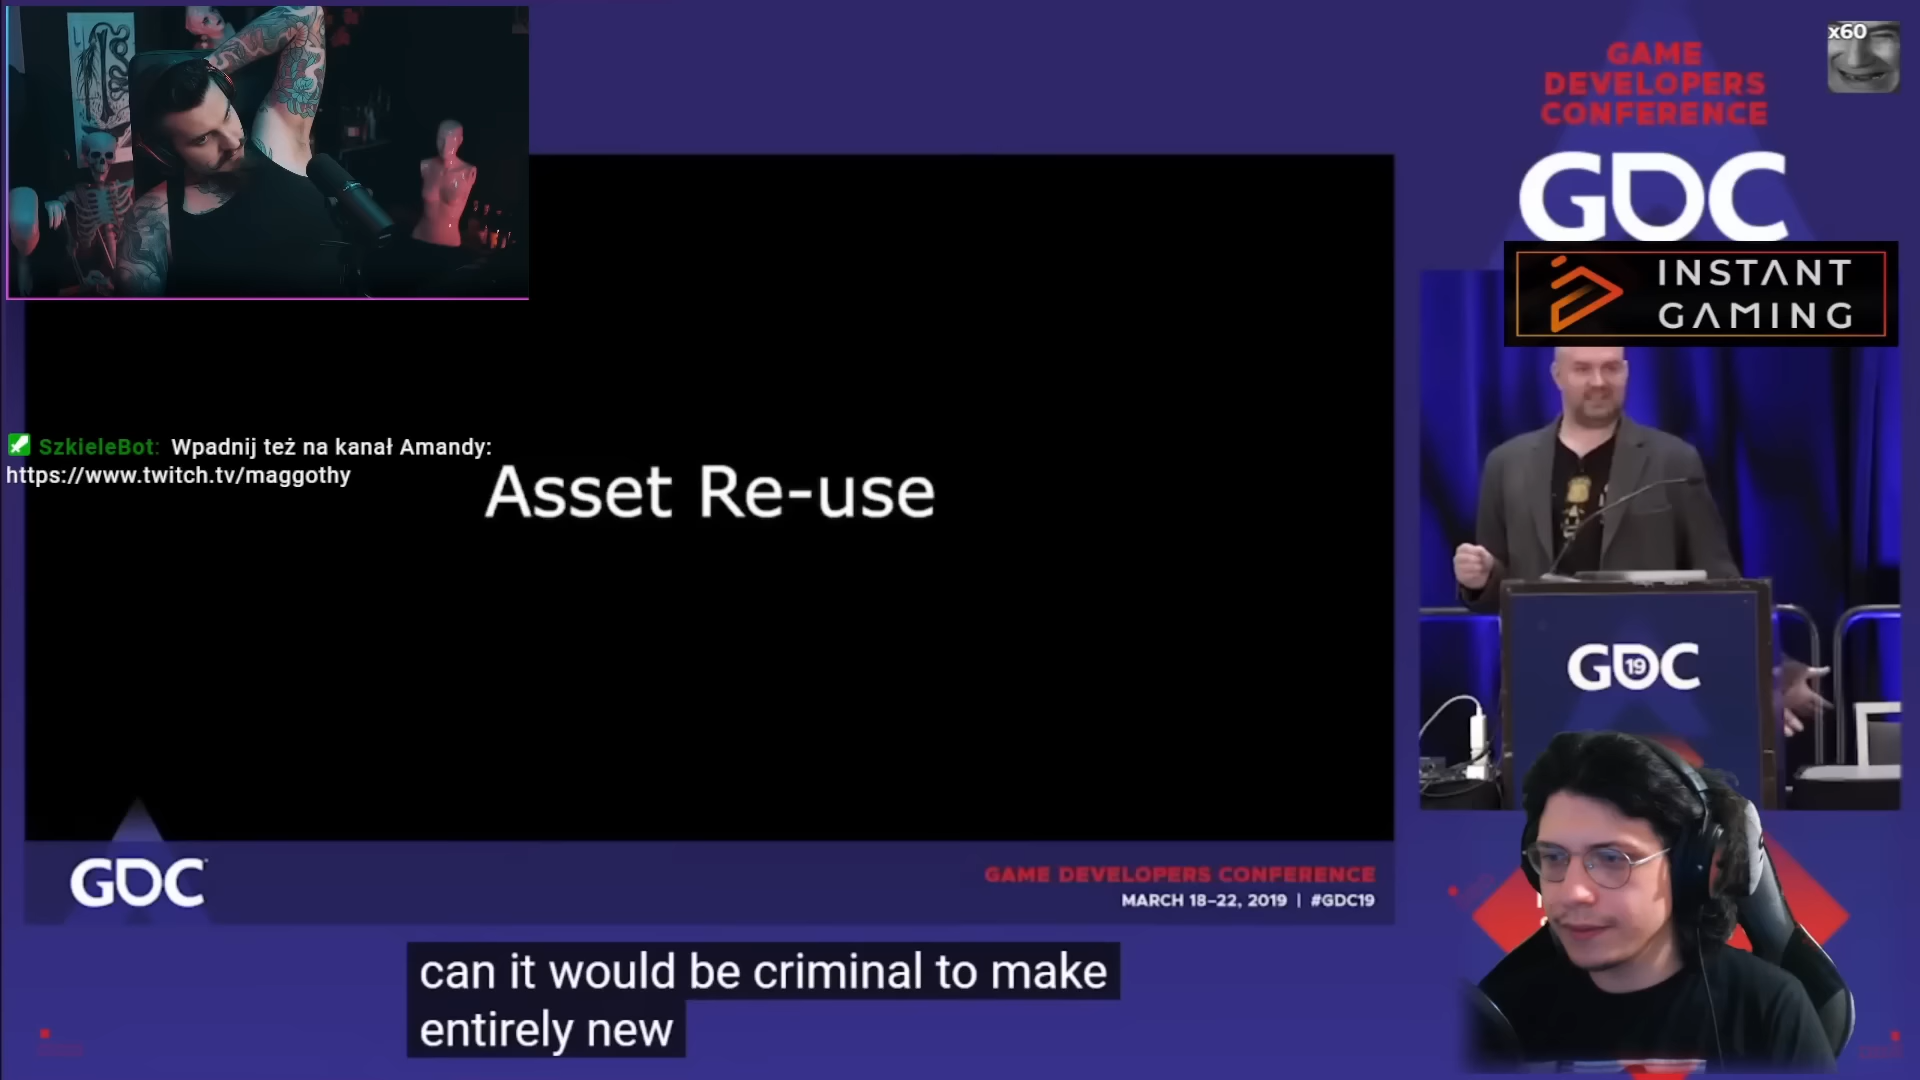 x60
GAME
DEVELOPERS
CONFERENCE
GDC
INSTANT
GAMING
SzkieleBot: Wpadnij też na kanał Amandy:
https://www.twitch.tv/maggothy
Asset Re-use
GDC 19
GDC
GAME DEVELOPERS CONFERENCE
MARCH 18-22, 2019 | #GDC19
can it would be criminal to make
entirely new